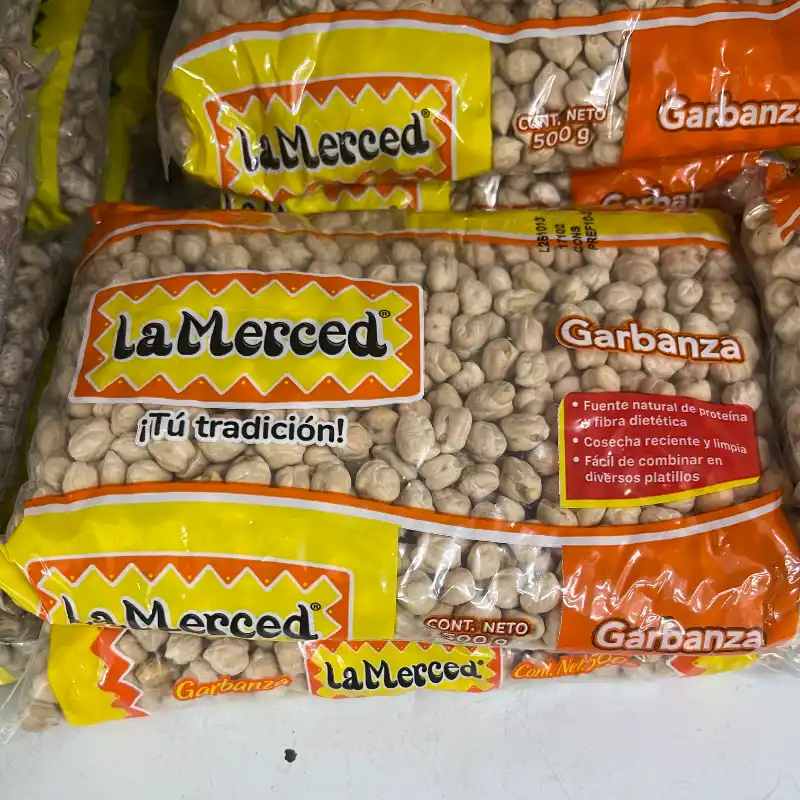 LaMerced®
CONT. NETO
500 g
Garbanza
LaMerced®
¡Tú tradición!
Garbanza
• Fuente natural de proteína
y fibra dietética
• Cosecha reciente y limpia
• Fácil de combinar en
diversos platillos
LaMerced®
CONT. NETO
500 g
Garbanza
Garbanza
LaMerced®